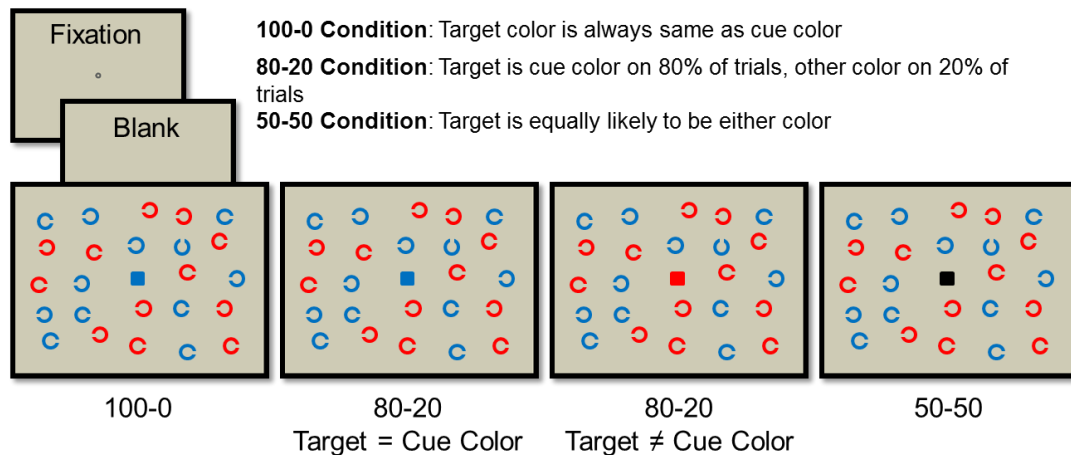 Fixation
100-0 Condition: Target color is always same as cue color
80-20 Condition: Target is cue color on 80% of trials, other color on 20% of
trials
50-50 Condition: Target is equally likely to be either color
Blank
100-0
80-20
Target = Cue Color
80-20
Target ≠ Cue Color
50-50